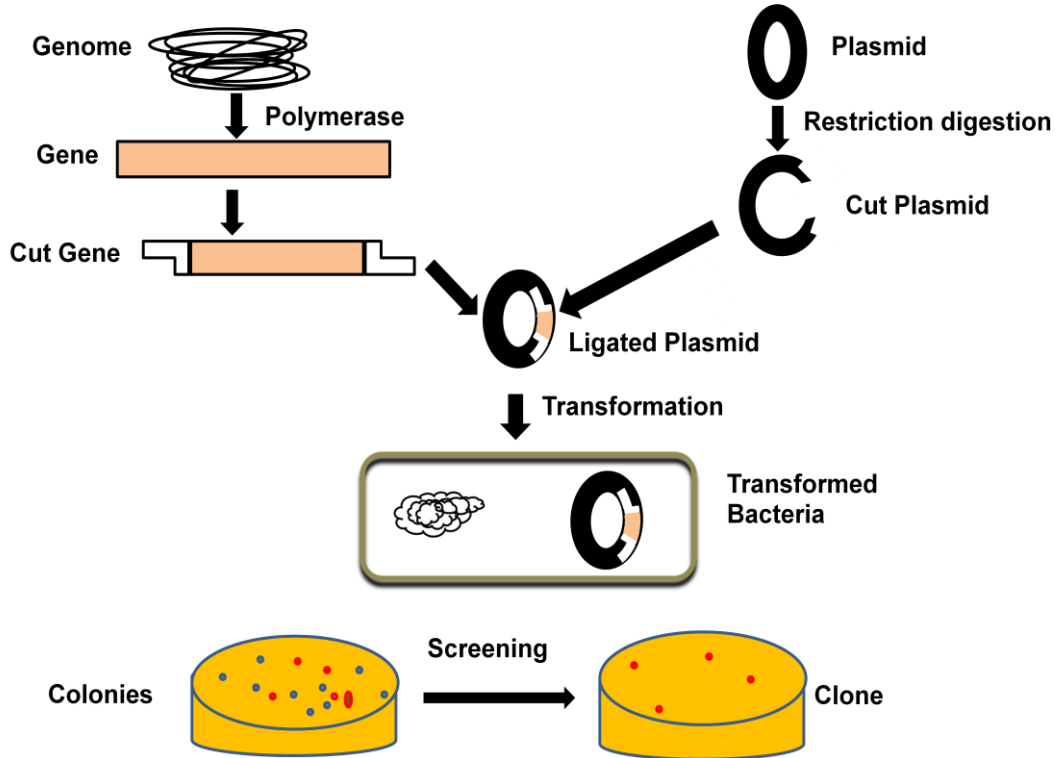 Genome
Plasmid
Polymerase
Restriction digestion
Gene
Cut Plasmid
Cut Gene
Ligated Plasmid
Transformation
Transformed
Bacteria
Screening
Colonies
Clone